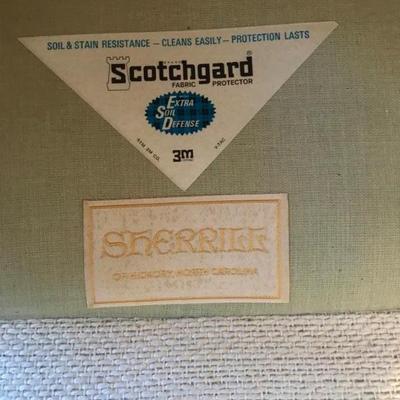 SOIL & STAIN RESISTANCE – CLEANS EASILY – PROTECTION LASTS
Scotchgard®
FABRIC PROTECTOR
EXTRA
SOIL
DEFENSE
3M
SHERRILL
OF HICKORY, NORTH CAROLINA